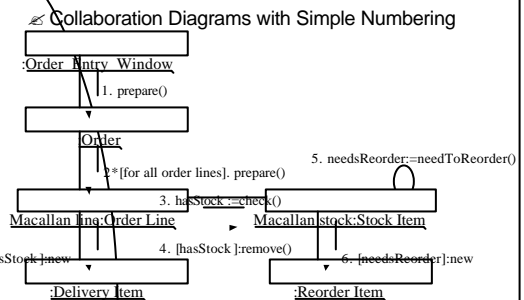 Collaboration Diagrams with Simple Numbering
:Order Entry Window
1. prepare()
:Order
2*[for all order lines]. prepare()
5. needsReorder:=needToReorder()
3. hasStock:=check()
Macallan line:Order Line
Macallan stock:Stock Item
4. [hasStock]:remove()
sStock]:new
6. [needsReorder]:new
:Delivery Item
:Reorder Item